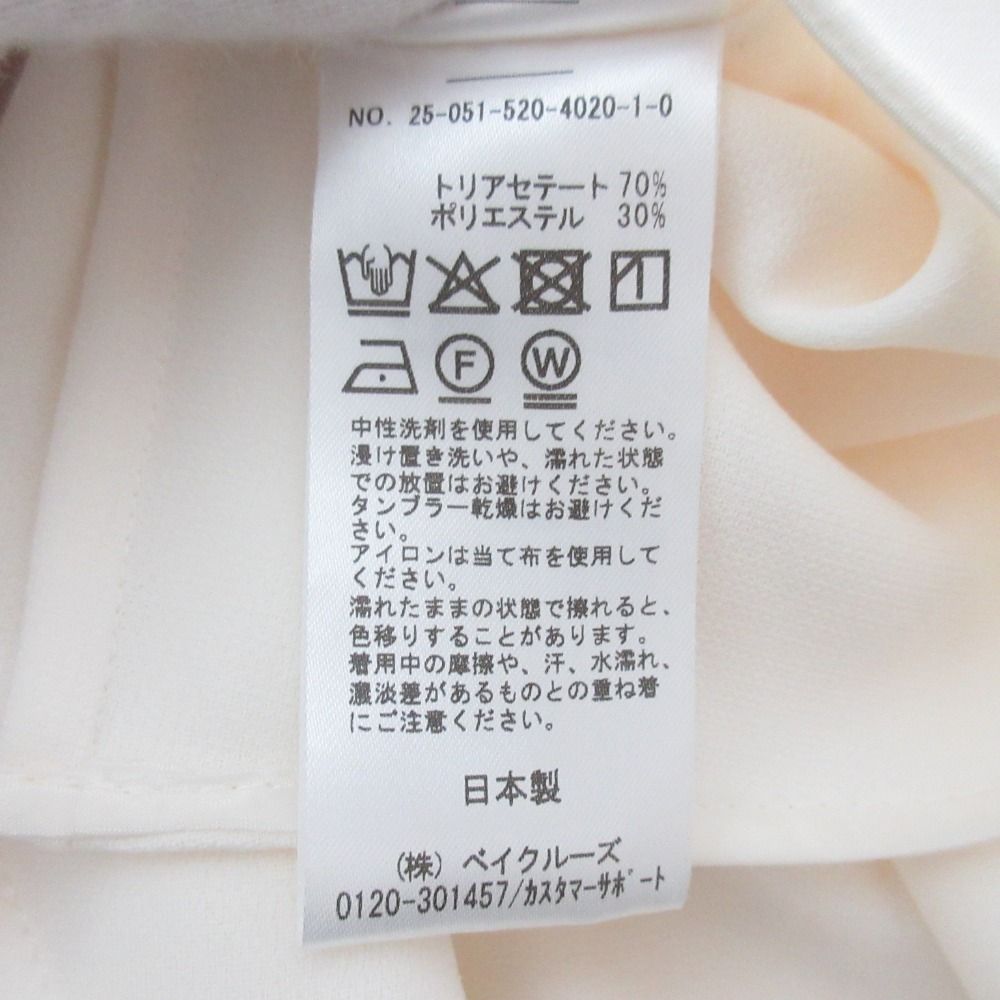 NO. 25-051-520-4020-1-0
トリアセテート 70%
ポリエステル 30%
F W
中性洗剤を使用してください。
浸け置き洗いや、濡れた状態
での放置はお避けください。
タンブラー乾燥はお避けくだ
さい。
アイロンは当て布を使用して
ください。
濡れたままの状態で擦れると、
色移りすることがあります。
着用中の摩擦や、汗、水濡れ、
濃淡差があるものとの重ね着
にご注意ください。
日本製
(株) ベイクルーズ
0120-301457/カスタマーサポート